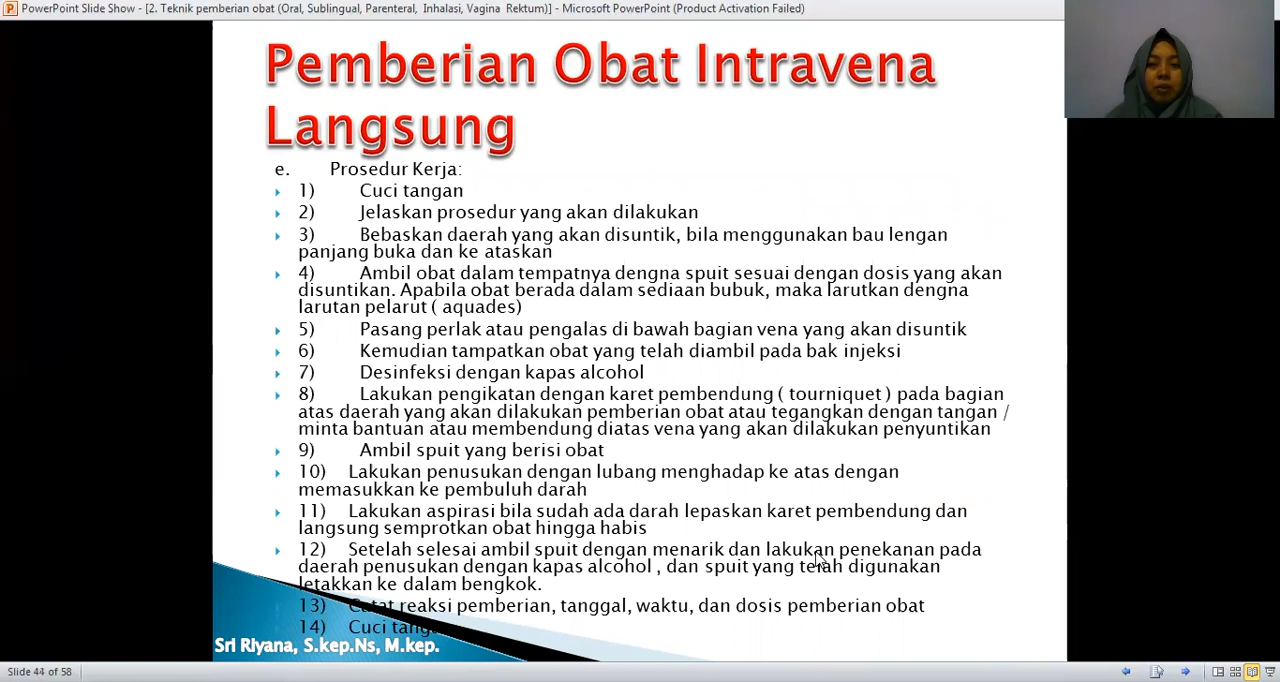 PowerPoint Slide Show - [2. Teknik pemberian obat (Oral, Sublingual, Parenteral, Inhalasi, Vagina Rektum)] - Microsoft PowerPoint (Product Activation Failed)
Pemberian Obat Intravena
Langsung
e. Prosedur Kerja:
1) Cuci tangan
2) Jelaskan prosedur yang akan dilakukan
3) Bebaskan daerah yang akan disuntik, bila menggunakan bau lengan
panjang buka dan ke ataskan
4) Ambil obat dalam tempatnya dengna spuit sesuai dengan dosis yang akan
disuntikan. Apabila obat berada dalam sediaan bubuk, maka larutkan dengna
larutan pelarut ( aquades)
5) Pasang perlak atau pengalas di bawah bagian vena yang akan disuntik
6) Kemudian tampatkan obat yang telah diambil pada bak injeksi
7) Desinfeksi dengan kapas alcohol
8) Lakukan pengikatan dengan karet pembendung ( tourniquet ) pada bagian
atas daerah yang akan dilakukan pemberian obat atau tegangkan dengan tangan /
minta bantuan atau membendung diatas vena yang akan dilakukan penyuntikan
9) Ambil spuit yang berisi obat
10) Lakukan penusukan dengan lubang menghadap ke atas dengan
memasukkan ke pembuluh darah
11) Lakukan aspirasi bila sudah ada darah lepaskan karet pembendung dan
langsung semprotkan obat hingga habis
12) Setelah selesai ambil spuit dengan menarik dan lakukan penekanan pada
daerah penusukan dengan kapas alcohol , dan spuit yang telah digunakan
letakkan ke dalam bengkok.
13) Catat reaksi pemberian, tanggal, waktu, dan dosis pemberian obat
14) Cuci tangan
Sri Riyana, S.kep.Ns, M.kep.
Slide 44 of 58